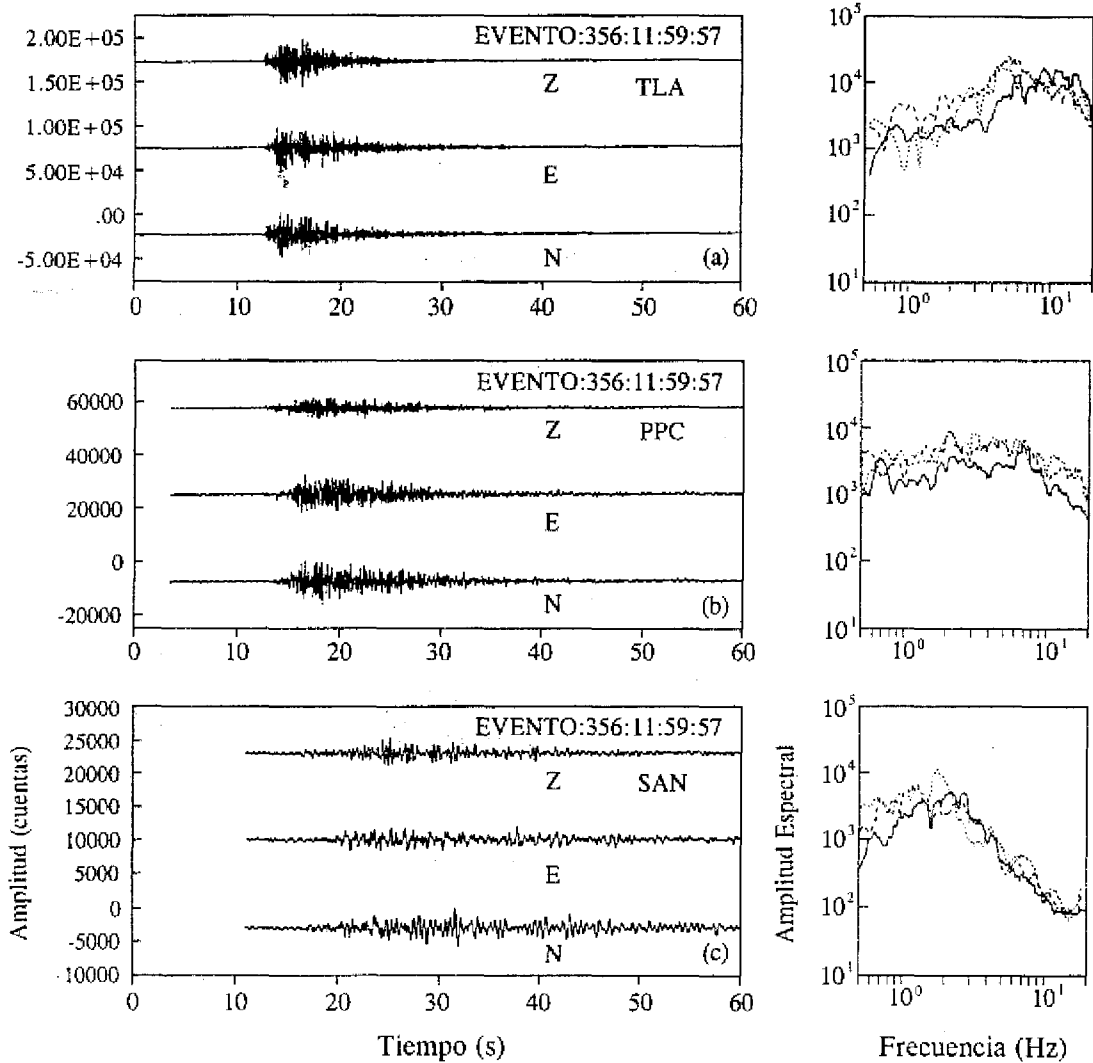 EVENTO:356:11:59:57
Z TLA
E
N (a)
2.00E+05
1.50E+05
1.00E+05
5.00E+04
.00
-5.00E+04
0 10 20 30 40 50 60
10^5
10^4
10^3
10^2
10^1
10^0 10^1
EVENTO:356:11:59:57
Z PPC
E
N (b)
60000
40000
20000
0
-20000
0 10 20 30 40 50 60
10^5
10^4
10^3
10^2
10^1
10^0 10^1
EVENTO:356:11:59:57
Z SAN
E
N (c)
Amplitud (cuentas)
30000
25000
20000
15000
10000
5000
0
-5000
10000
0 10 20 30 40 50 60
Tiempo (s)
Amplitud Espectral
10^5
10^4
10^3
10^2
10^1
10^0 10^1
Frecuencia (Hz)